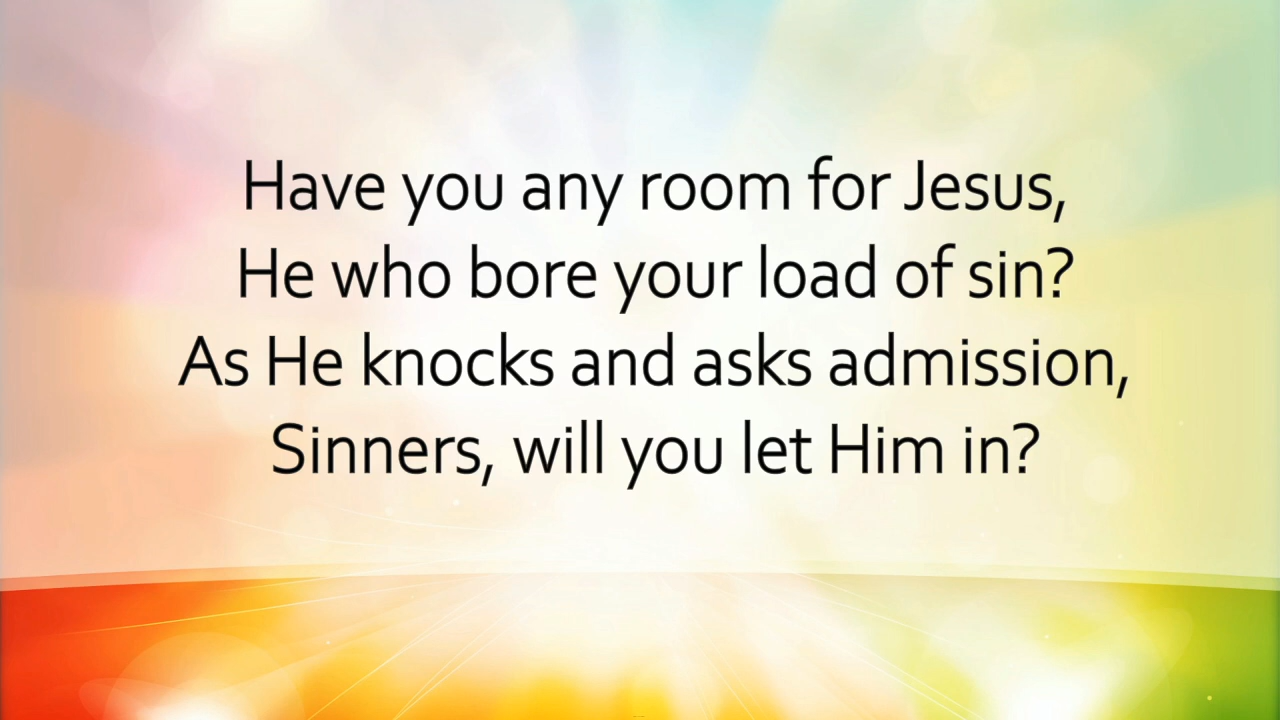 Have you any room for Jesus,
He who bore your load of sin?
As He knocks and asks admission,
Sinners, will you let Him in?